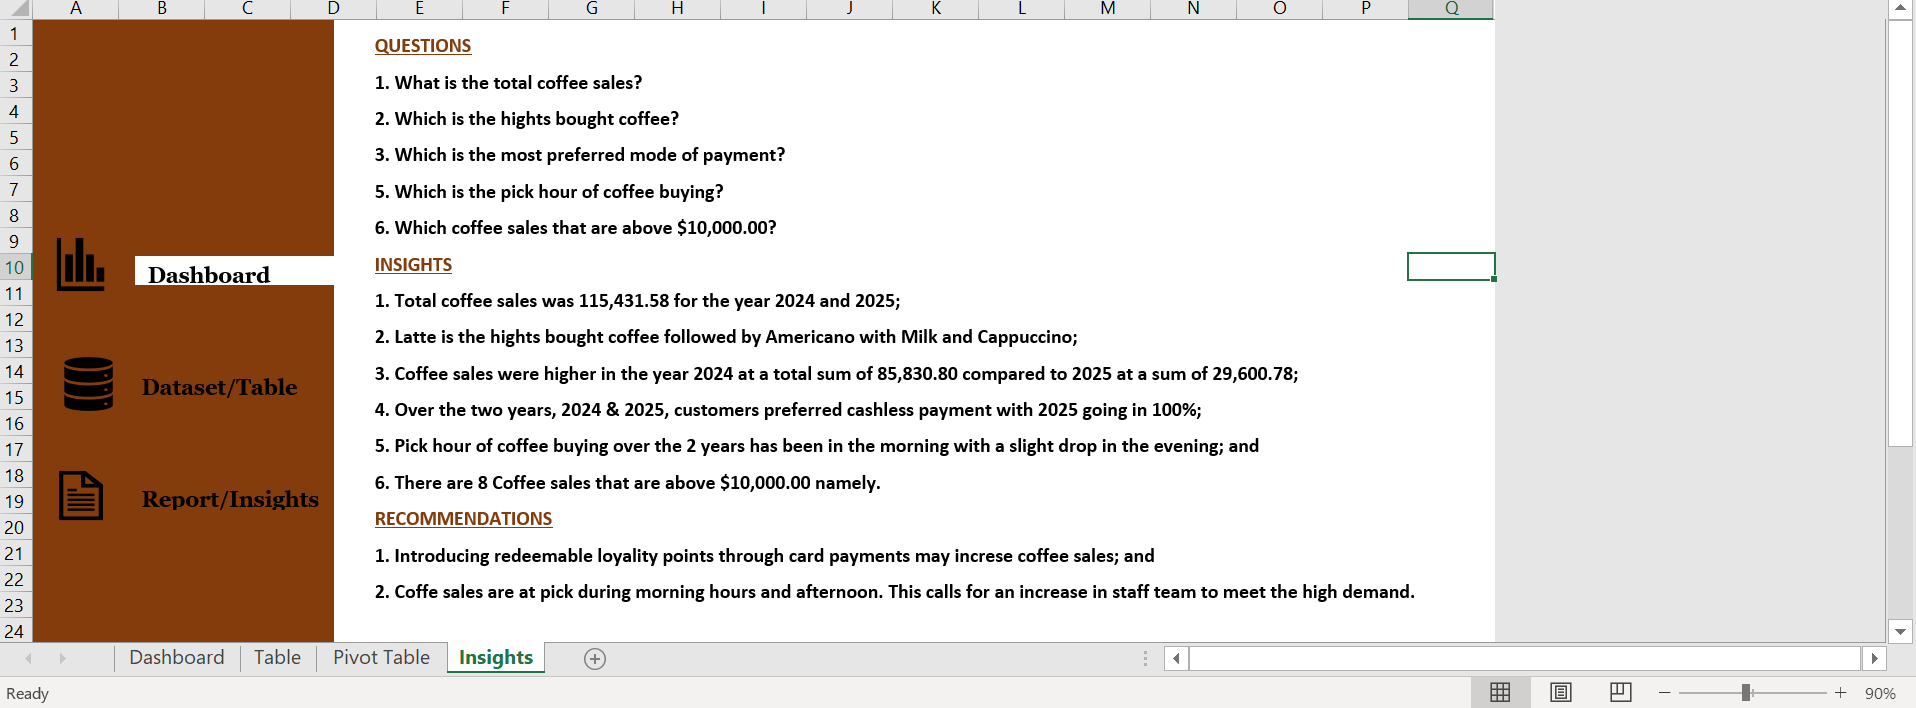 A B C D E F G H I J K L M N O P Q
1
2
3
4
5
6
7
8
9
10
11
12
13
14
15
16
17
18
19
20
21
22
23
24
Dashboard
Dataset/Table
Report/Insights
QUESTIONS
1. What is the total coffee sales?
2. Which is the hights bought coffee?
3. Which is the most preferred mode of payment?
5. Which is the pick hour of coffee buying?
6. Which coffee sales that are above $10,000.00?
INSIGHTS
1. Total coffee sales was 115,431.58 for the year 2024 and 2025;
2. Latte is the hights bought coffee followed by Americano with Milk and Cappuccino;
3. Coffee sales were higher in the year 2024 at a total sum of 85,830.80 compared to 2025 at a sum of 29,600.78;
4. Over the two years, 2024 & 2025, customers preferred cashless payment with 2025 going in 100%;
5. Pick hour of coffee buying over the 2 years has been in the morning with a slight drop in the evening; and
6. There are 8 Coffee sales that are above $10,000.00 namely.
RECOMMENDATIONS
1. Introducing redeemable loyality points through card payments may increse coffee sales; and
2. Coffe sales are at pick during morning hours and afternoon. This calls for an increase in staff team to meet the high demand.
Dashboard Table Pivot Table Insights
Ready 90%